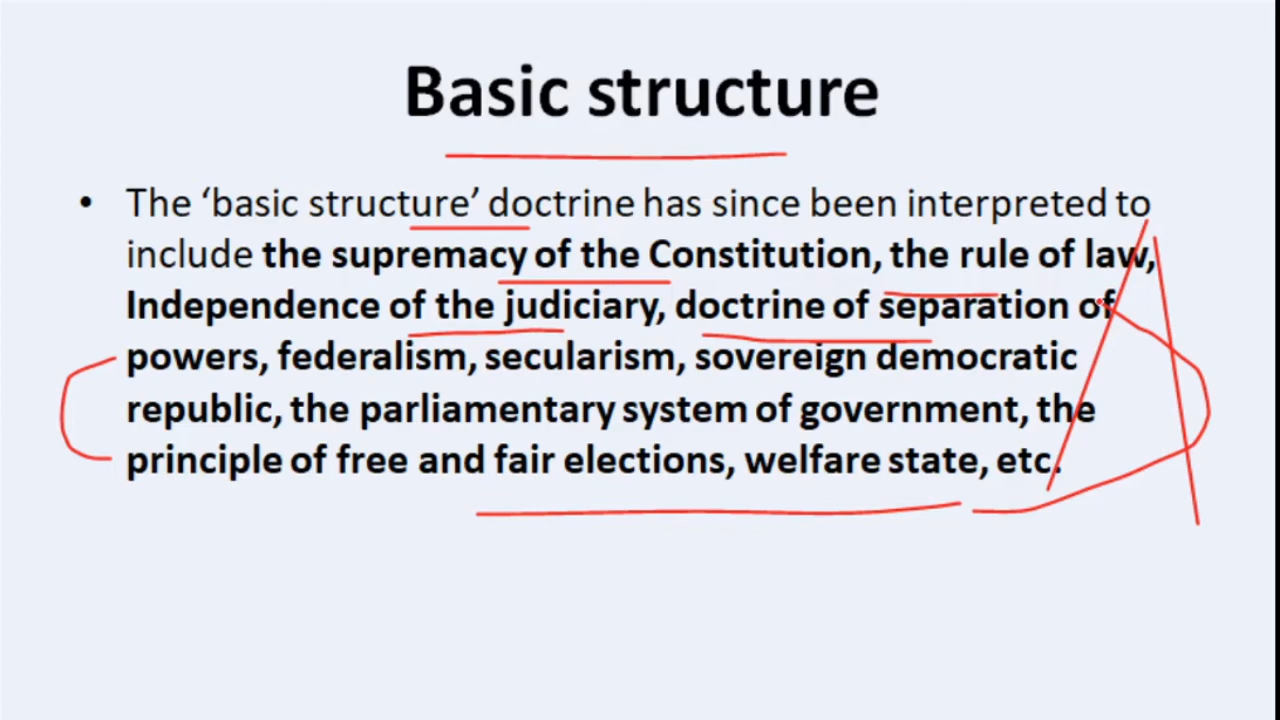 Basic structure
• The ‘basic structure’ doctrine has since been interpreted to
include the supremacy of the Constitution, the rule of law,
Independence of the judiciary, doctrine of separation of
powers, federalism, secularism, sovereign democratic
republic, the parliamentary system of government, the
principle of free and fair elections, welfare state, etc.